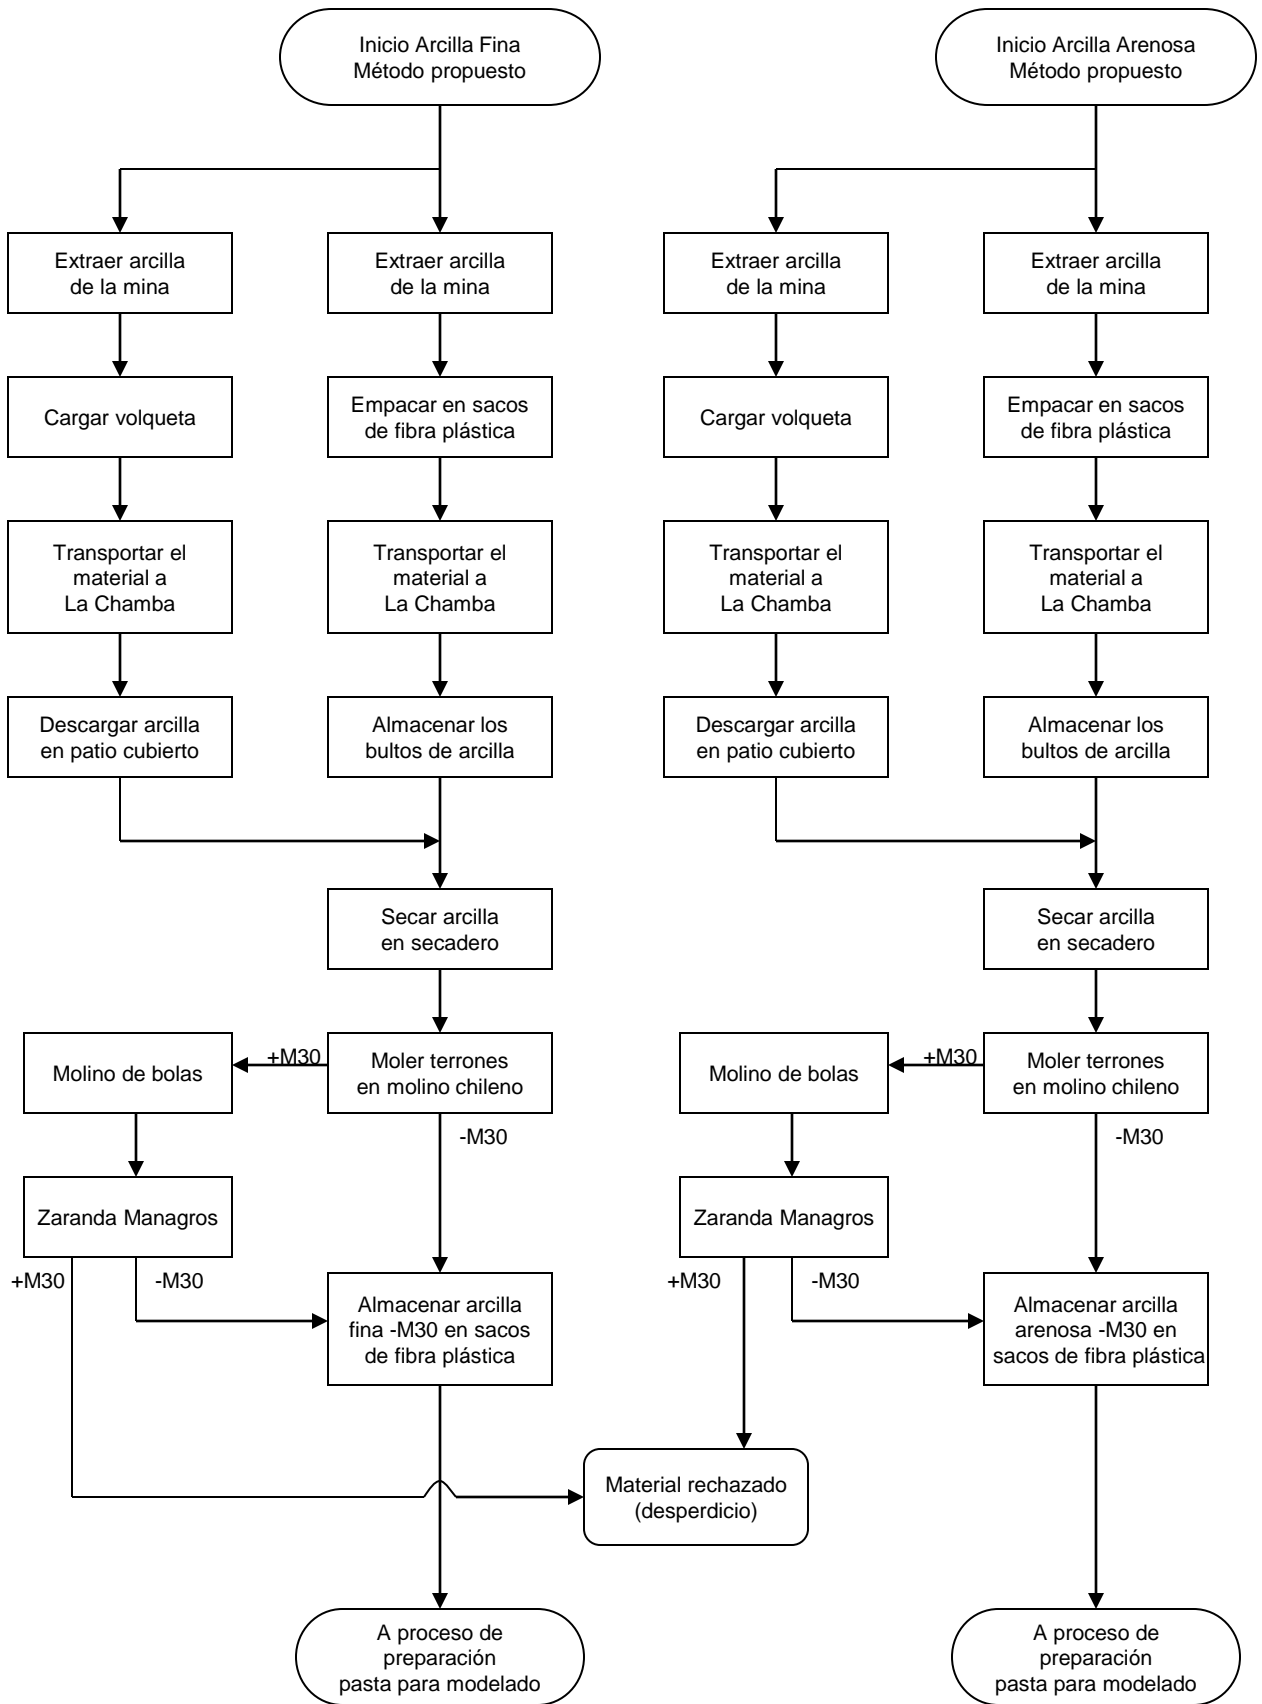 Inicio Arcilla Fina
Método propuesto
Inicio Arcilla Arenosa
Método propuesto
Extraer arcilla
de la mina
Extraer arcilla
de la mina
Extraer arcilla
de la mina
Extraer arcilla
de la mina
Cargar volqueta
Empacar en sacos
de fibra plástica
Cargar volqueta
Empacar en sacos
de fibra plástica
Transportar el
material a
La Chamba
Transportar el
material a
La Chamba
Transportar el
material a
La Chamba
Transportar el
material a
La Chamba
Descargar arcilla
en patio cubierto
Almacenar los
bultos de arcilla
Descargar arcilla
en patio cubierto
Almacenar los
bultos de arcilla
Secar arcilla
en secadero
Secar arcilla
en secadero
Molino de bolas
+M30
Moler terrones
en molino chileno
Molino de bolas
+M30
Moler terrones
en molino chileno
-M30
-M30
Zaranda Managros
Zaranda Managros
+M30
-M30
+M30
-M30
Almacenar arcilla
fina -M30 en sacos
de fibra plástica
Almacenar arcilla
arenosa -M30 en
sacos de fibra plástica
Material rechazado
(desperdicio)
A proceso de
preparación
pasta para modelado
A proceso de
preparación
pasta para modelado